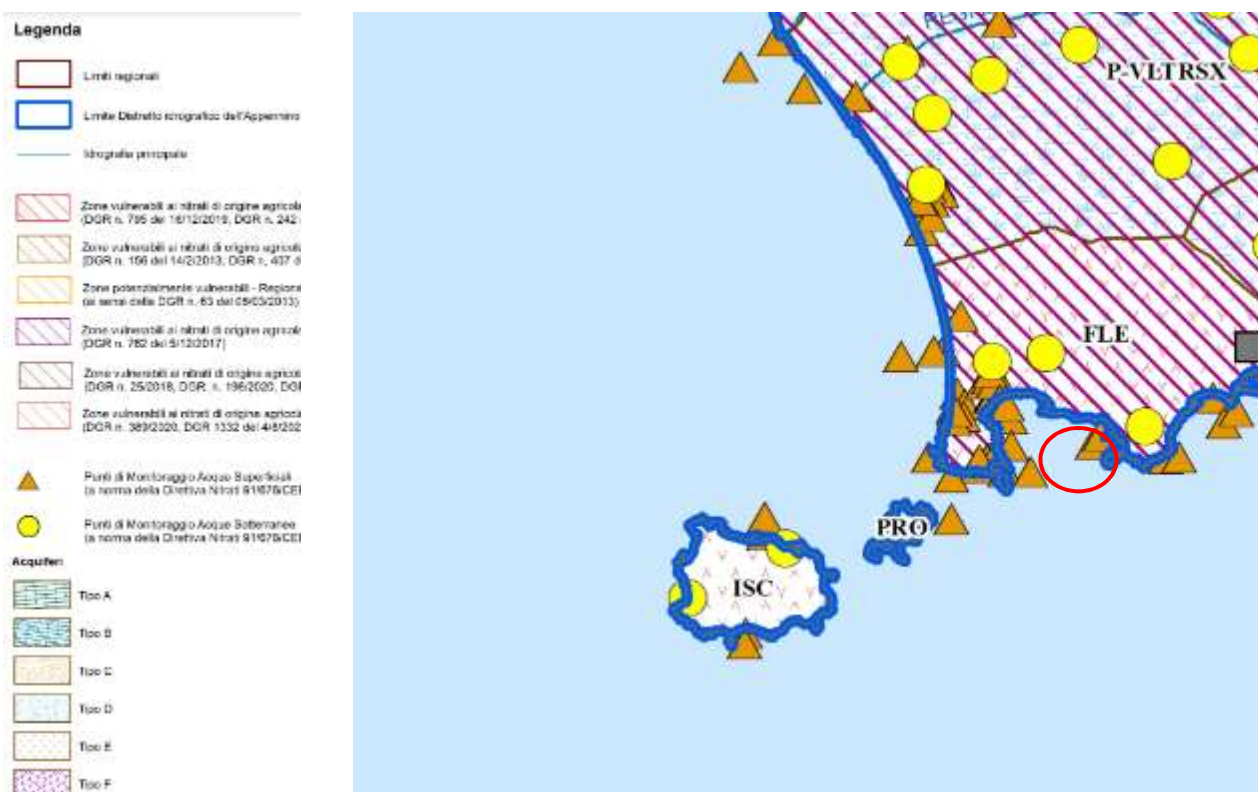 Legenda
Limiti regionali
Limite Distretto idrografico dell'Appennino
Idrografia principale
Zone vulnerabili ai nitrati di origine agricola
(DGR n. 795 del 16/12/2019, DGR n. 242
Zone vulnerabili ai nitrati di origine agricola
(DGR n. 156 del 14/2/2013, DGR n. 407 d
Zone potenzialmente vulnerabili - Regione
(ai sensi della DGR n. 63 del 05/03/2013)
Zone vulnerabili ai nitrati di origine agricola
(DGR n. 762 del 5/12/2017)
Zone vulnerabili ai nitrati di origine agricol
(DGR n. 25/2018, DGR n. 196/2020, DGR
Zone vulnerabili ai nitrati di origine agricola
(DGR n. 389/2020, DGR 1332 del 4/8/202
Punti di Monitoraggio Acque Superficiali
(a norma della Direttiva Nitrati 91/676/CEE
Punti di Monitoraggio Acque Sotterranee
(a norma della Direttiva Nitrati 91/676/CEE
Acquiferi
Tipo A
Tipo B
Tipo C
Tipo D
Tipo E
Tipo F
P-VLTRSX
FLE
PRO
ISC